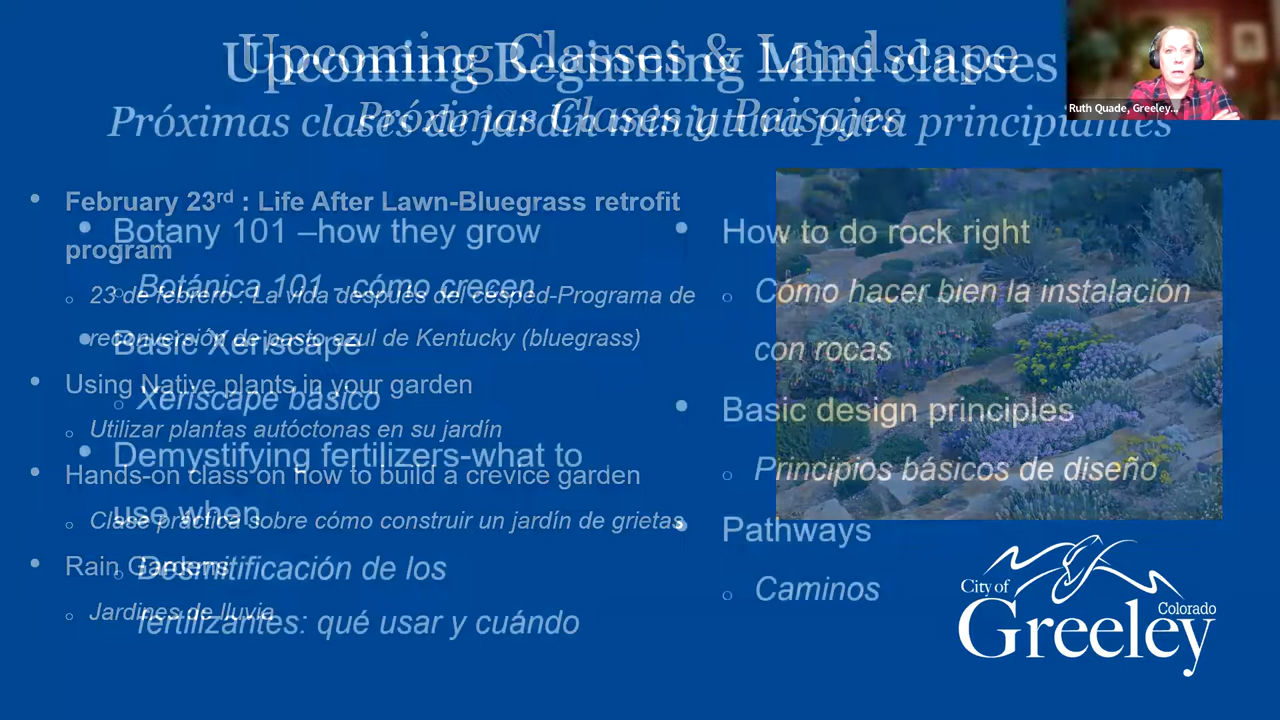 Upcoming Classes & Landscape
Próximas Clases y Paisajes
Upcoming Beginning Mini classes
Próximas clases de jardín miniatura para principiantes
Ruth Quade, Greeley...
February 23rd : Life After Lawn-Bluegrass retrofit
program
23 de febrero : La vida después del césped-Programa de
reconversión de pasto azul de Kentucky (bluegrass)
Using Native plants in your garden
Utilizar plantas autóctonas en su jardín
Hands-on class on how to build a crevice garden
Clase práctica sobre cómo construir un jardín de grietas
Rain Gardens
Jardines de lluvia
Botany 101 –how they grow
Botánica 101 - cómo crecen
Basic Xeriscape
Xeriscape básico
Demystifying fertilizers-what to
use when
Desmitificación de los
fertilizantes: qué usar y cuándo
How to do rock right
Cómo hacer bien la instalación
con rocas
Basic design principles
Principios básicos de diseño
Pathways
Caminos
City of
Greeley
Colorado